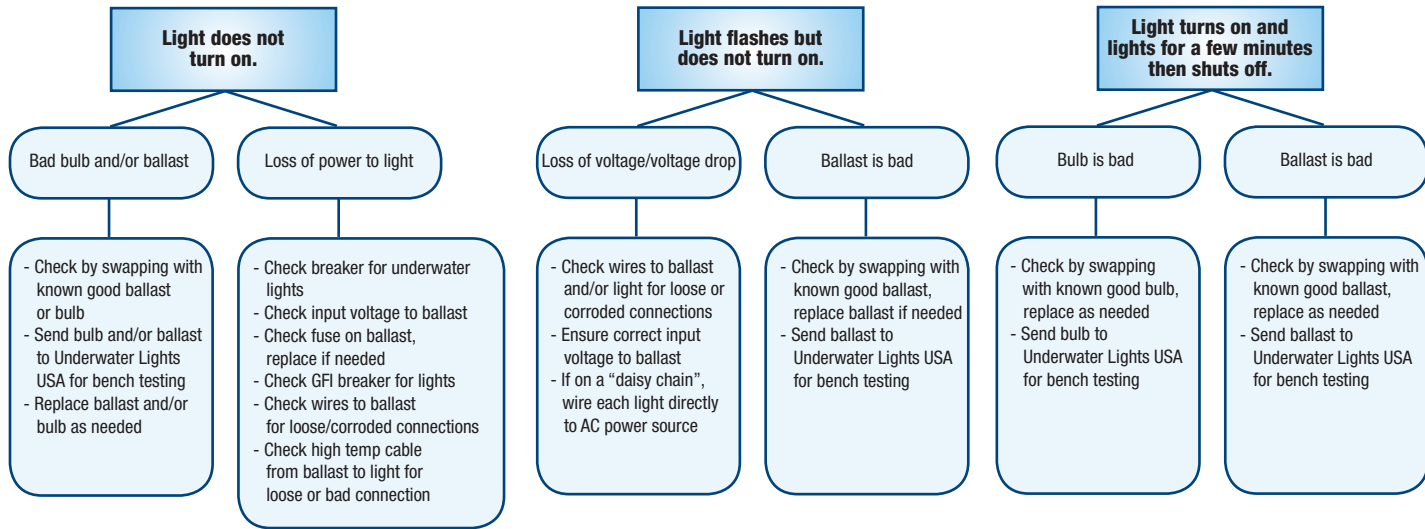 Light does not
turn on.
Bad bulb and/or ballast
- Check by swapping with
known good ballast
or bulb
- Send bulb and/or ballast
to Underwater Lights
USA for bench testing
- Replace ballast and/or
bulb as needed
Loss of power to light
- Check breaker for underwater
lights
- Check input voltage to ballast
- Check fuse on ballast,
replace if needed
- Check GFI breaker for lights
- Check wires to ballast
for loose/corroded connections
- Check high temp cable
from ballast to light for
loose or bad connection
Light flashes but
does not turn on.
Loss of voltage/voltage drop
- Check wires to ballast
and/or light for loose or
corroded connections
- Ensure correct input
voltage to ballast
- If on a “daisy chain”,
wire each light directly
to AC power source
Ballast is bad
- Check by swapping with
known good ballast,
replace ballast if needed
- Send ballast to
Underwater Lights USA
for bench testing
Light turns on and
lights for a few minutes
then shuts off.
Bulb is bad
- Check by swapping
with known good bulb,
replace as needed
- Send bulb to
Underwater Lights USA
for bench testing
Ballast is bad
- Check by swapping with
known good ballast,
replace as needed
- Send ballast to
Underwater Lights USA
for bench testing